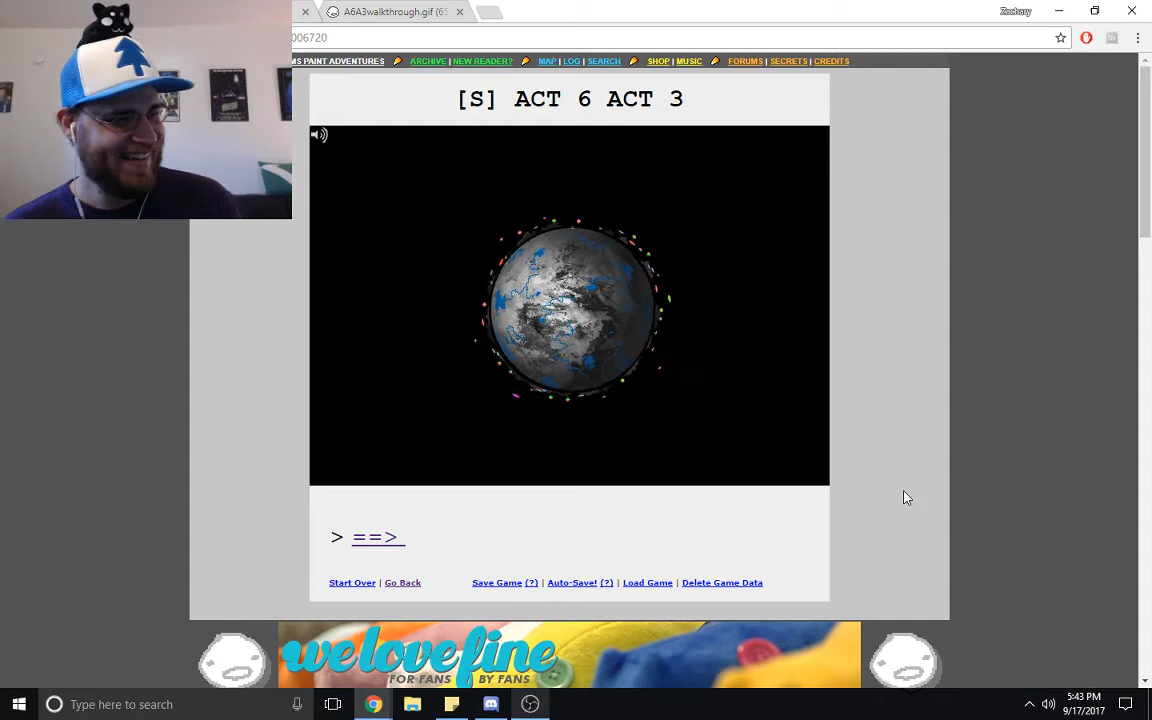 A6A3walkthrough.gif (65
Zachary
006720
MS PAINT ADVENTURES ARCHIVE | NEW READER? MAP | LOG | SEARCH SHOP | MUSIC FORUMS | SECRETS | CREDITS
[S] ACT 6 ACT 3
> ==>
Start Over | Go Back Save Game (?) | Auto-Save! (?) | Load Game | Delete Game Data
welovefine
FOR FANS BY FANS
Type here to search
5:43 PM
9/17/2017